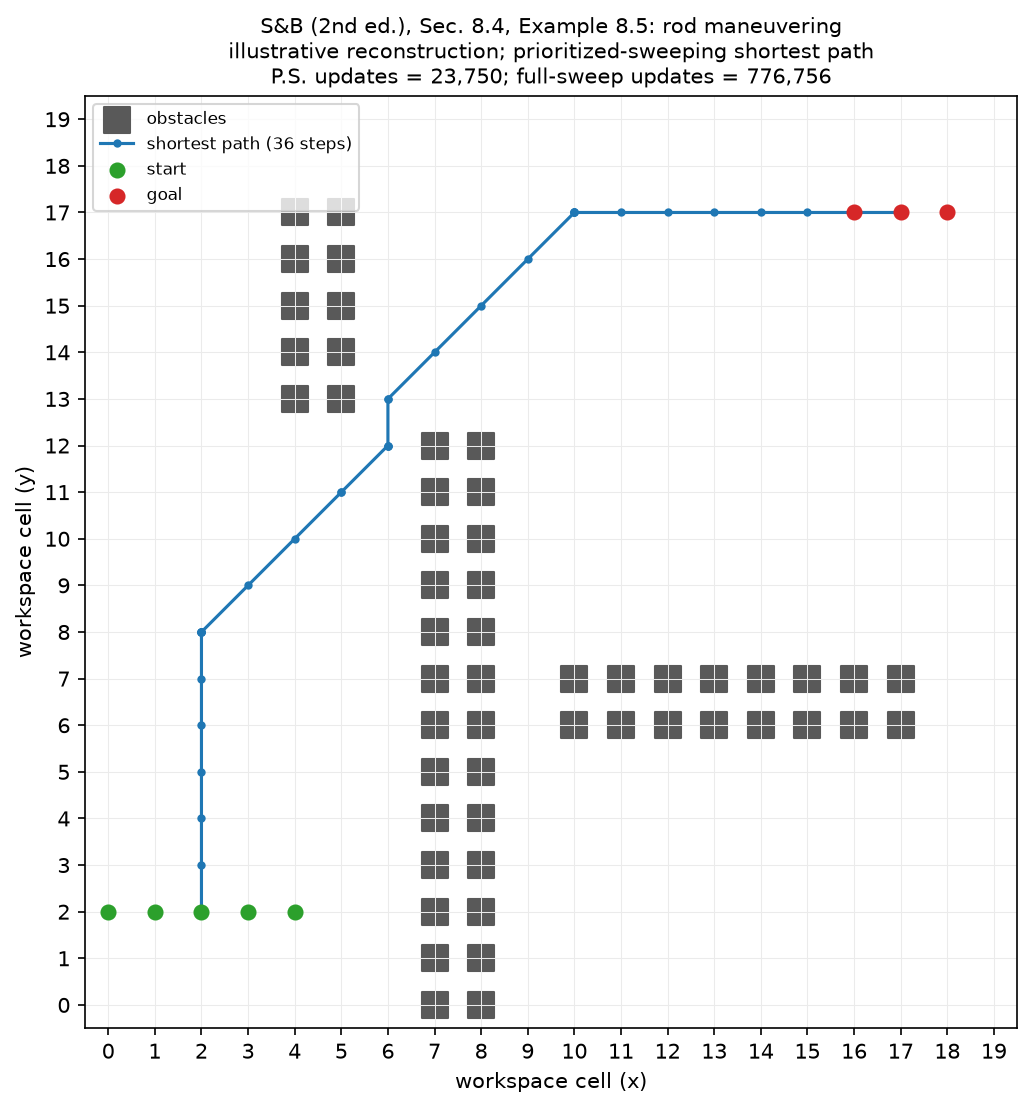 S&B (2nd ed.), Sec. 8.4, Example 8.5: rod maneuvering
illustrative reconstruction; prioritized-sweeping shortest path
P.S. updates = 23,750; full-sweep updates = 776,756
obstacles
shortest path (36 steps)
start
goal
19
18
17
16
15
14
13
12
11
10
9
8
7
6
5
4
3
2
1
0
workspace cell (y)
0 1 2 3 4 5 6 7 8 9 10 11 12 13 14 15 16 17 18 19
workspace cell (x)